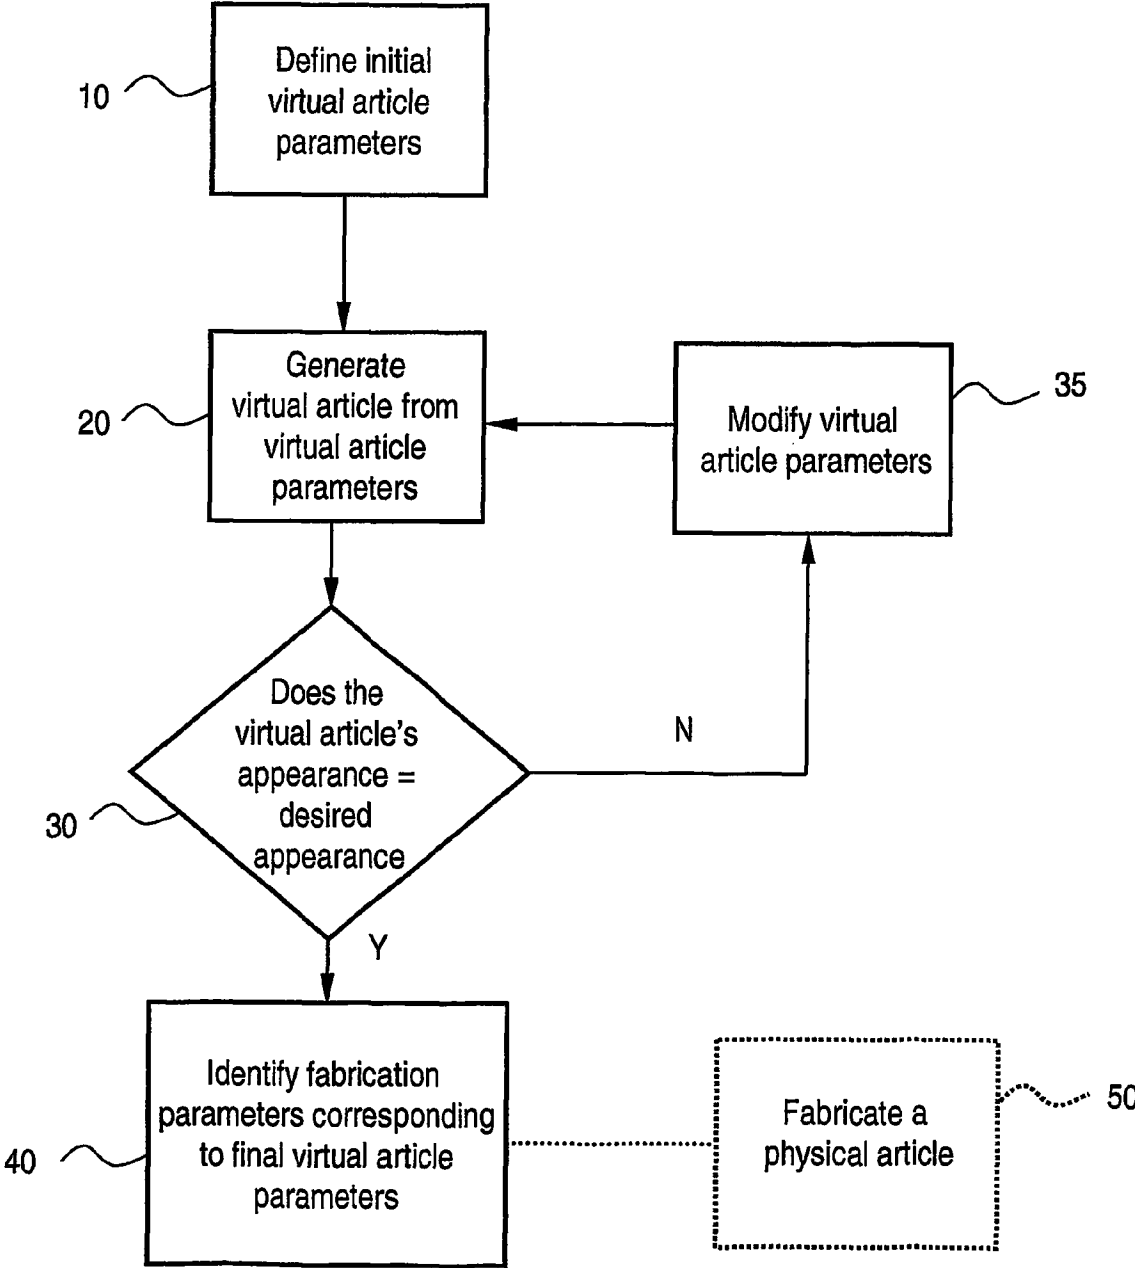 Define initial
virtual article
parameters
10
Generate
virtual article from
virtual article
parameters
20
Modify virtual
article parameters
35
Does the
virtual article's
appearance =
desired
appearance
30
N
Y
Identify fabrication
parameters corresponding
to final virtual article
parameters
40
Fabricate a
physical article
50